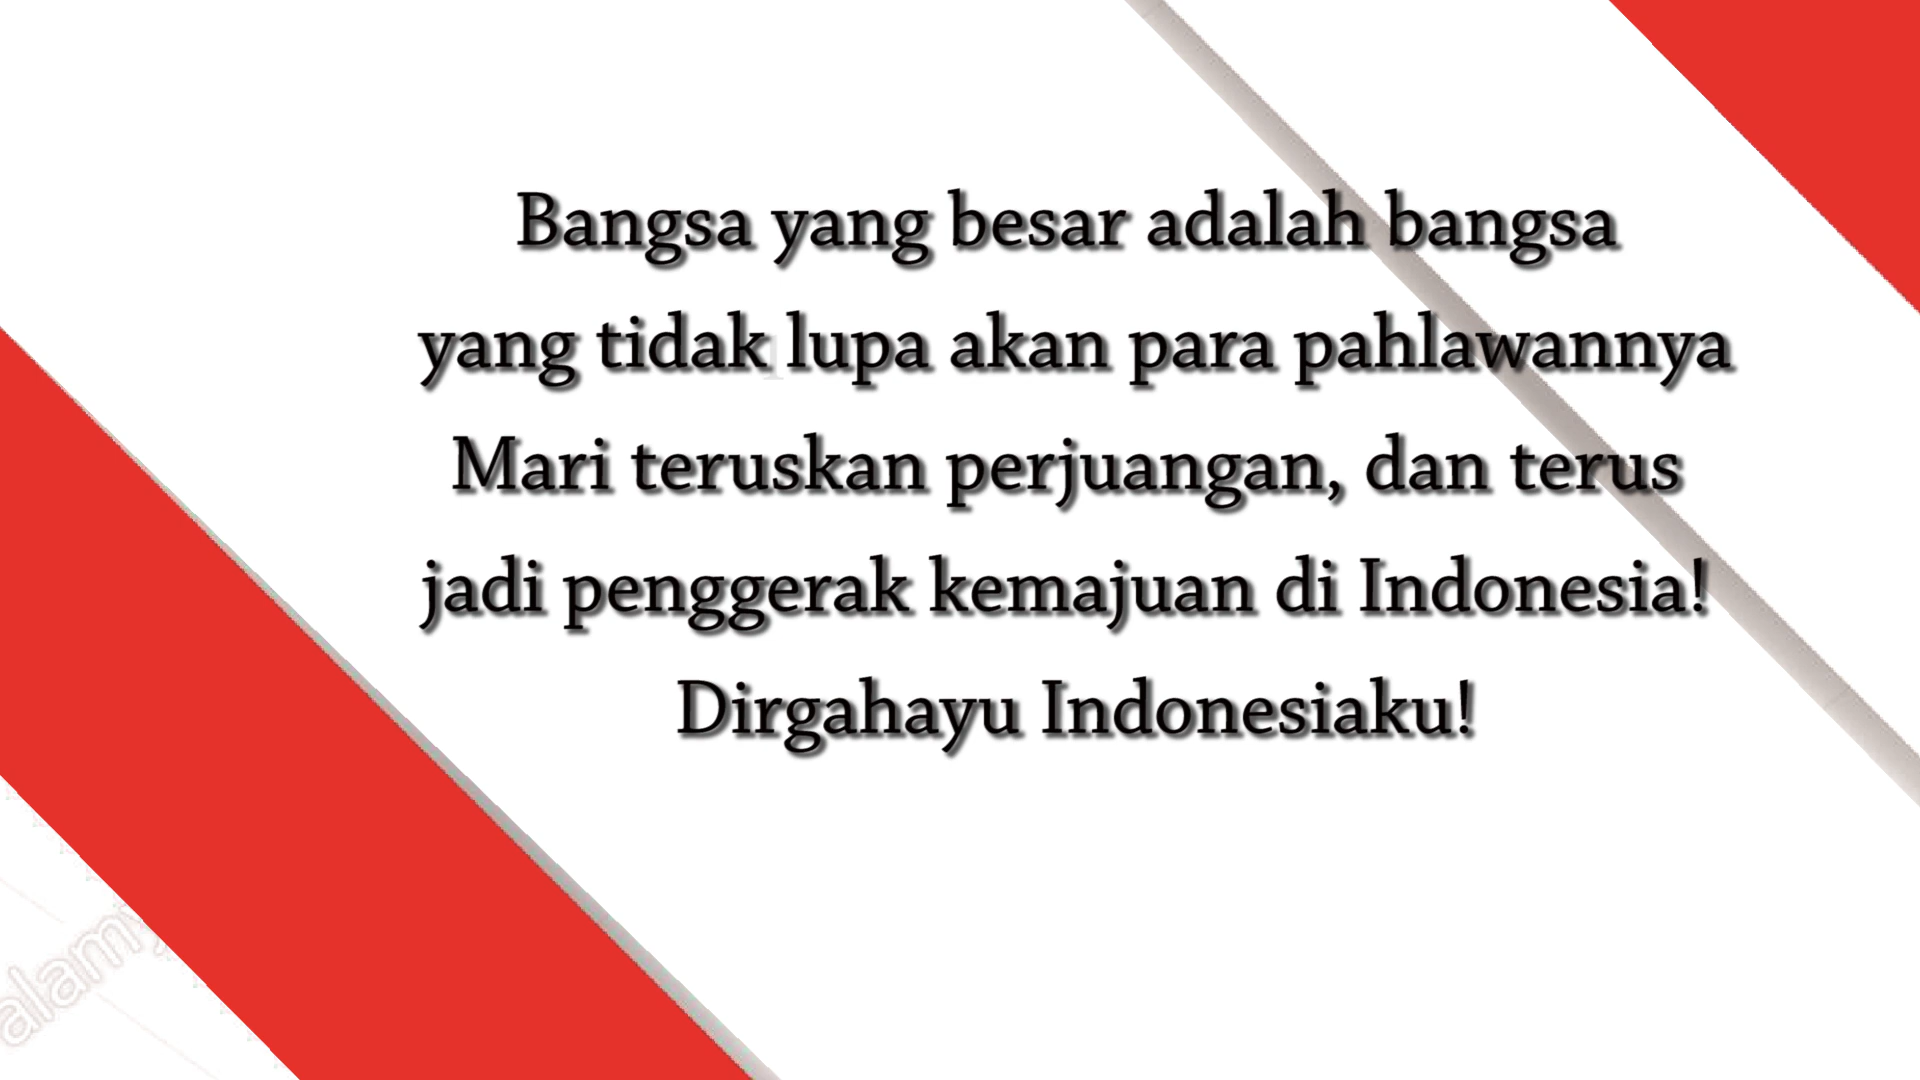 Bangsa yang besar adalah bangsa
yang tidak lupa akan para pahlawannya
Mari teruskan perjuangan, dan terus
jadi penggerak kemajuan di Indonesia!
Dirgahayu Indonesiaku!
alamy